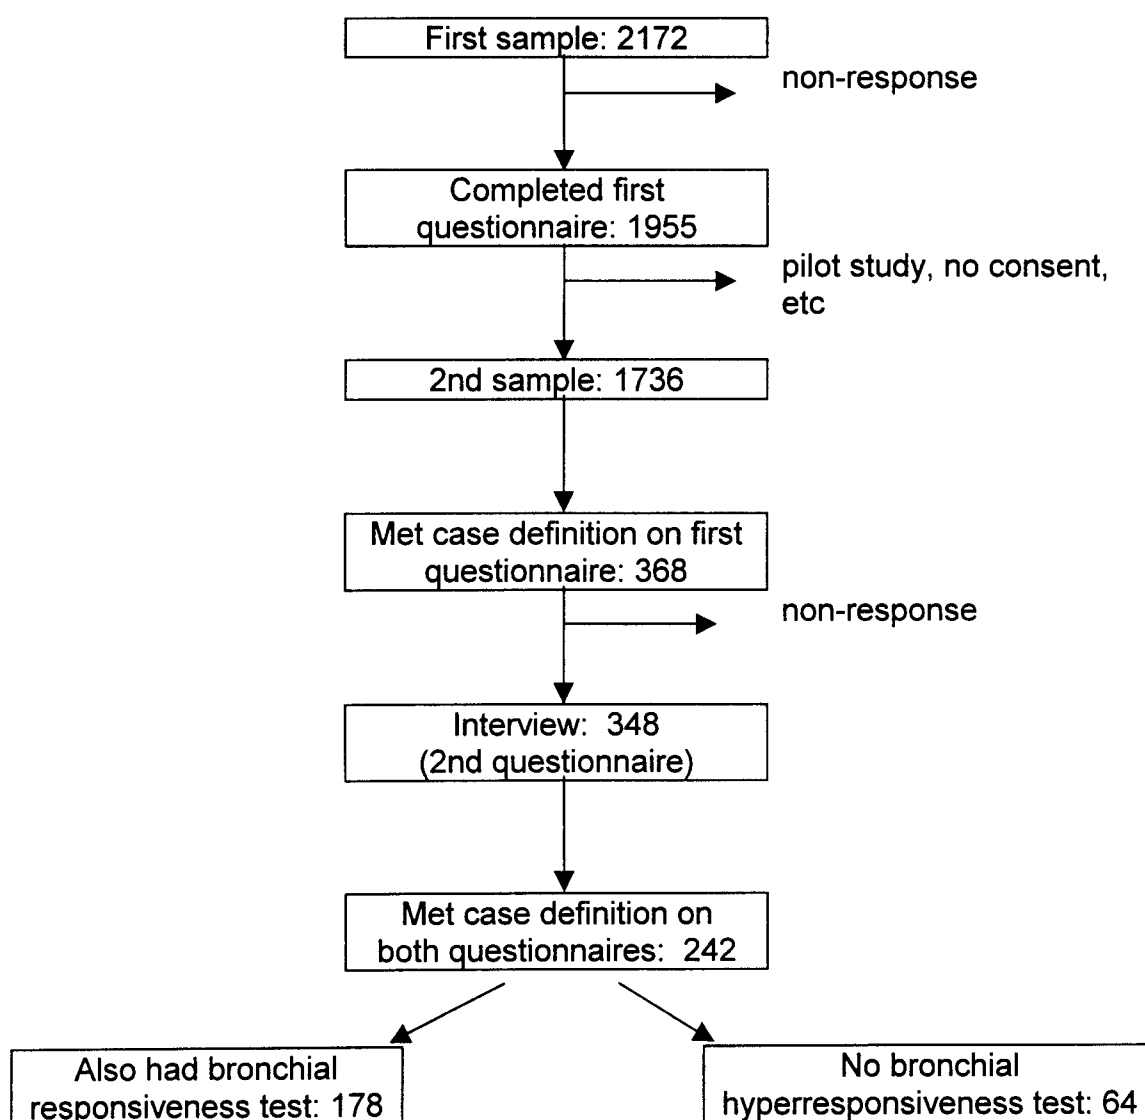 First sample: 2172
non-response
Completed first
questionnaire: 1955
pilot study, no consent,
etc
2nd sample: 1736
Met case definition on first
questionnaire: 368
non-response
Interview:  348
(2nd questionnaire)
Met case definition on
both questionnaires:  242
Also had bronchial
responsiveness test: 178
No bronchial
hyperresponsiveness test: 64